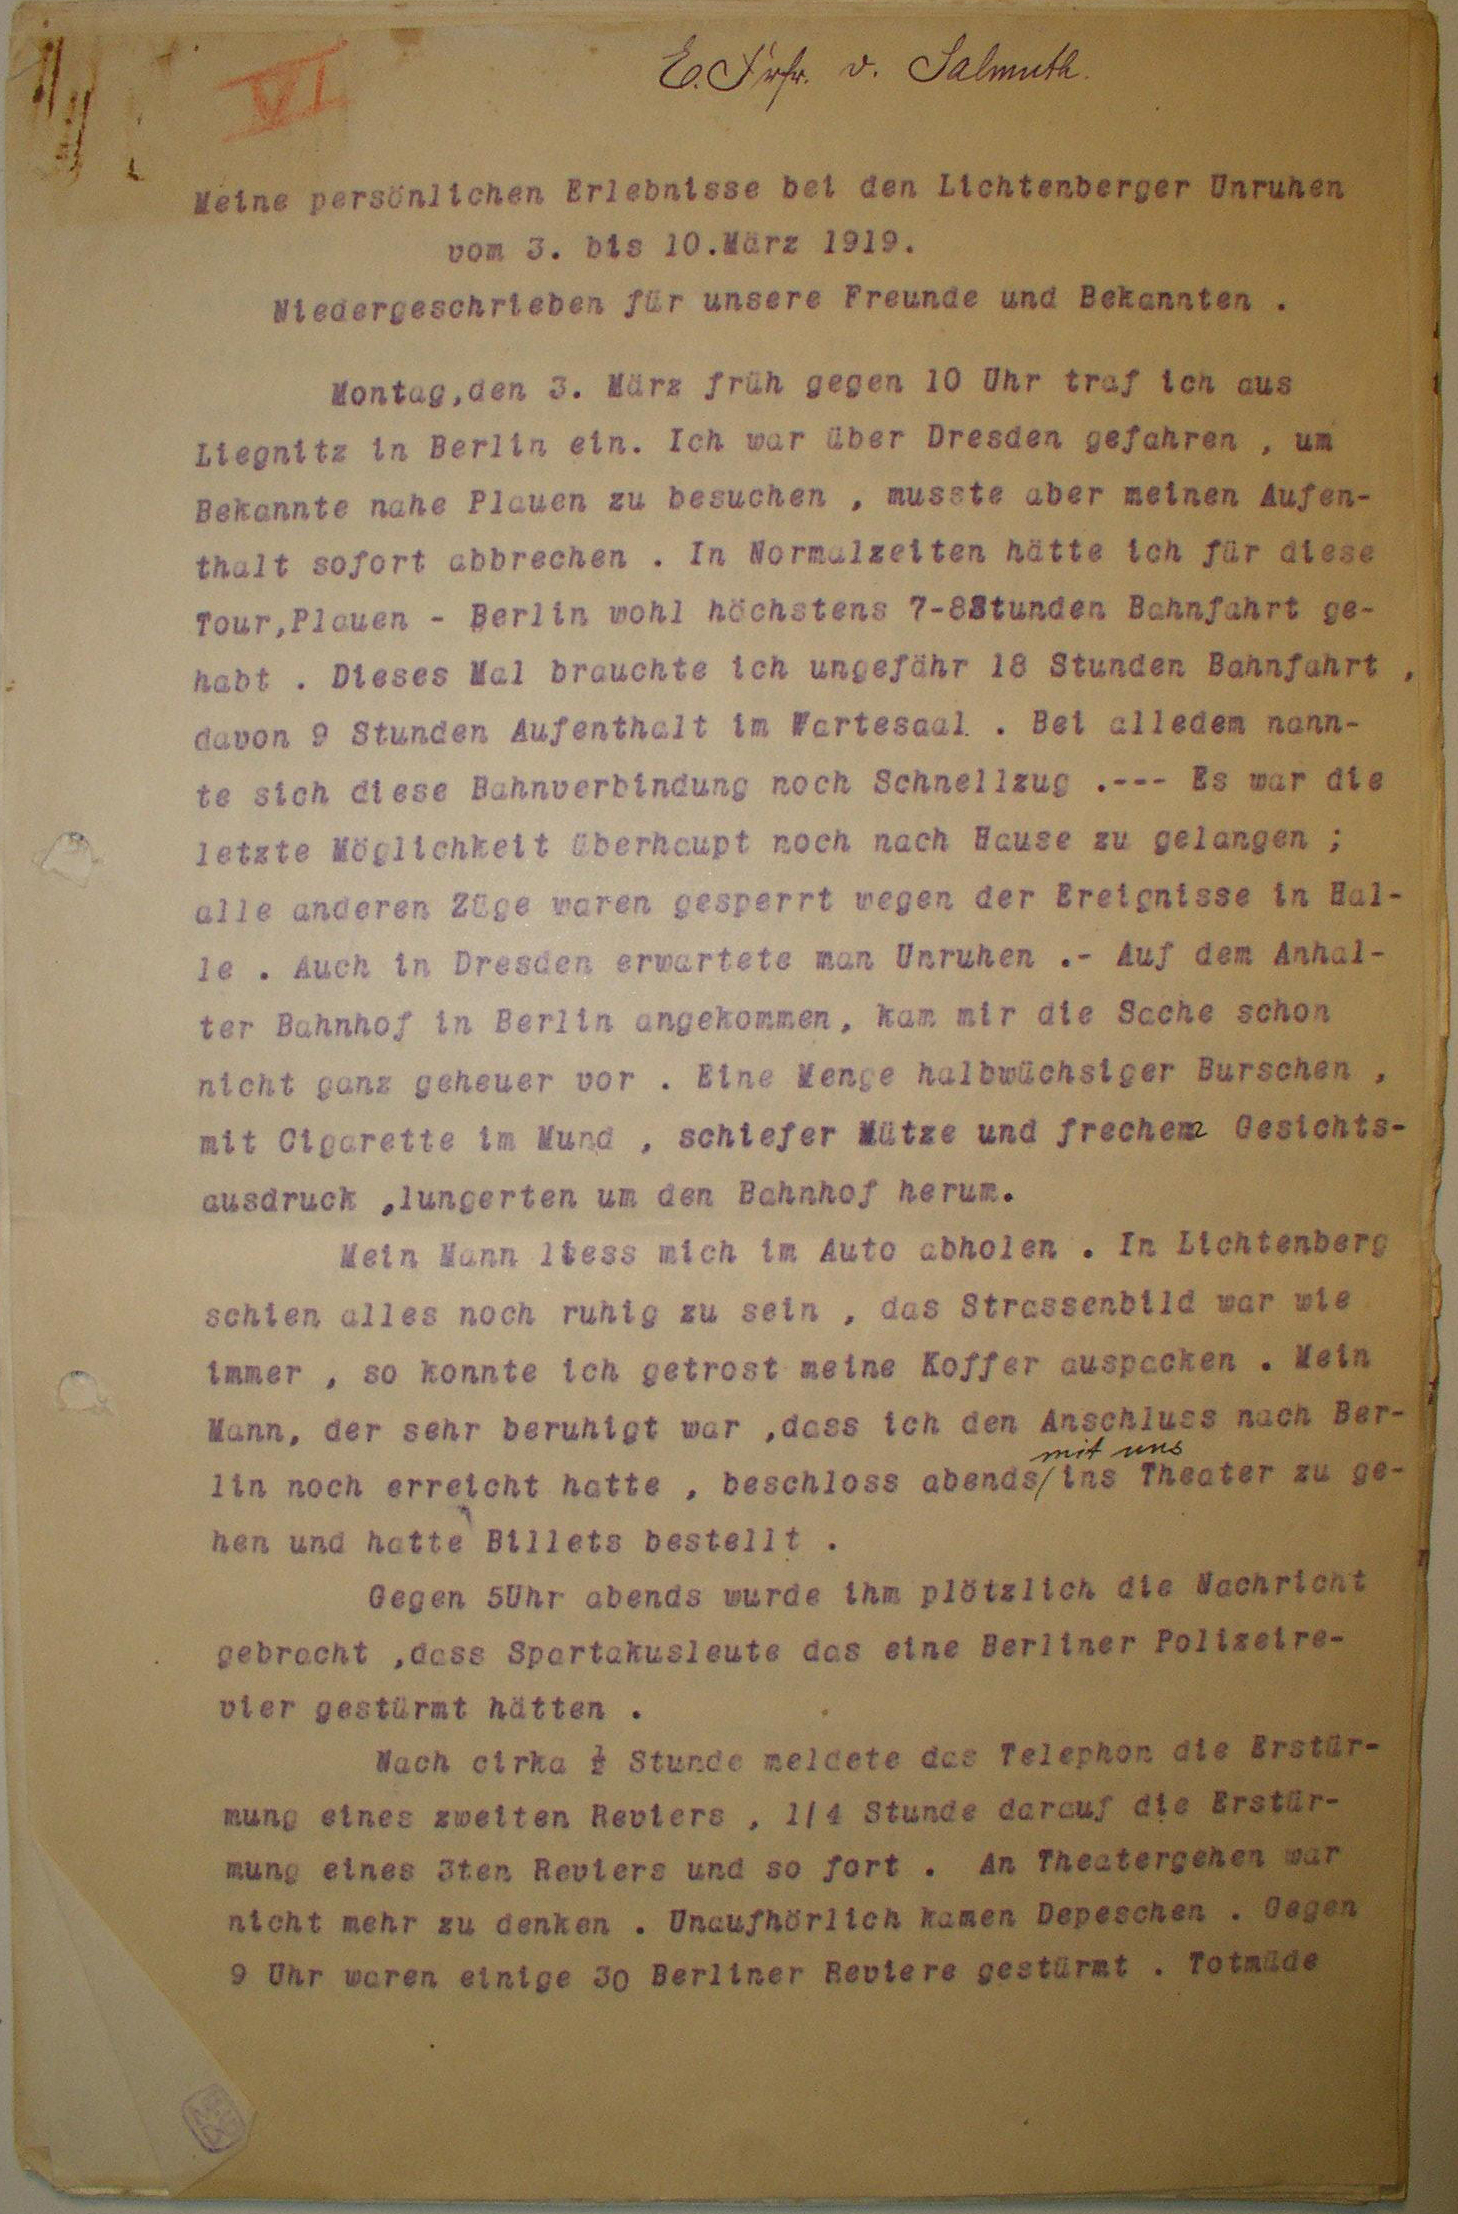 VI
E. Frfr. v. Salmuth.
Meine persönlichen Erlebnisse bei den Lichtenberger Unruhen
vom 3. bis 10.März 1919.
Niedergeschrieben für unsere Freunde und Bekannten .
Montag,den 3. März früh gegen 10 Uhr traf ich aus
Liegnitz in Berlin ein. Ich war über Dresden gefahren , um
Bekannte nahe Plauen zu besuchen , musste aber meinen Aufen-
thalt sofort abbrechen . In Normalzeiten hätte ich für diese
Tour,Plauen - Berlin wohl höchstens 7-8Stunden Bahnfahrt ge-
habt . Dieses Mal brauchte ich ungefähr 18 Stunden Bahnfahrt ,
davon 9 Stunden Aufenthalt im Wartesaal . Bei alledem nann-
te sich diese Bahnverbindung noch Schnellzug .--- Es war die
letzte Möglichkeit überhaupt noch nach Hause zu gelangen ;
alle anderen Züge waren gesperrt wegen der Ereignisse in Hal-
le . Auch in Dresden erwartete man Unruhen .- Auf dem Anhal-
ter Bahnhof in Berlin angekommen, kam mir die Sache schon
nicht ganz geheuer vor . Eine Menge halbwüchsiger Burschen ,
mit Cigarette im Mund , schiefer Mütze und frechem Gesichts-
ausdruck ,lungerten um den Bahnhof herum.
Mein Mann liess mich im Auto abholen . In Lichtenberg
schien alles noch ruhig zu sein , das Strassenbild war wie
immer , so konnte ich getrost meine Koffer auspacken . Mein
Mann, der sehr beruhigt war ,dass ich den Anschluss nach Ber-
mit uns
lin noch erreicht hatte , beschloss abends/ins Theater zu ge-
hen und hatte Billets bestellt .
Gegen 5Uhr abends wurde ihm plötzlich die Nachricht
gebracht ,dass Spartakusleute das eine Berliner Polizeire-
vier gestürmt hätten .
Nach cirka ½ Stunde meldete das Telephon die Erstür-
mung eines zweiten Reviers , 1/4 Stunde darauf die Erstür-
mung eines 3ten Reviers und so fort . An Theatergehen war
nicht mehr zu denken . Unaufhörlich kamen Depeschen . Gegen
9 Uhr waren einige 30 Berliner Reviere gestürmt . Totmüde